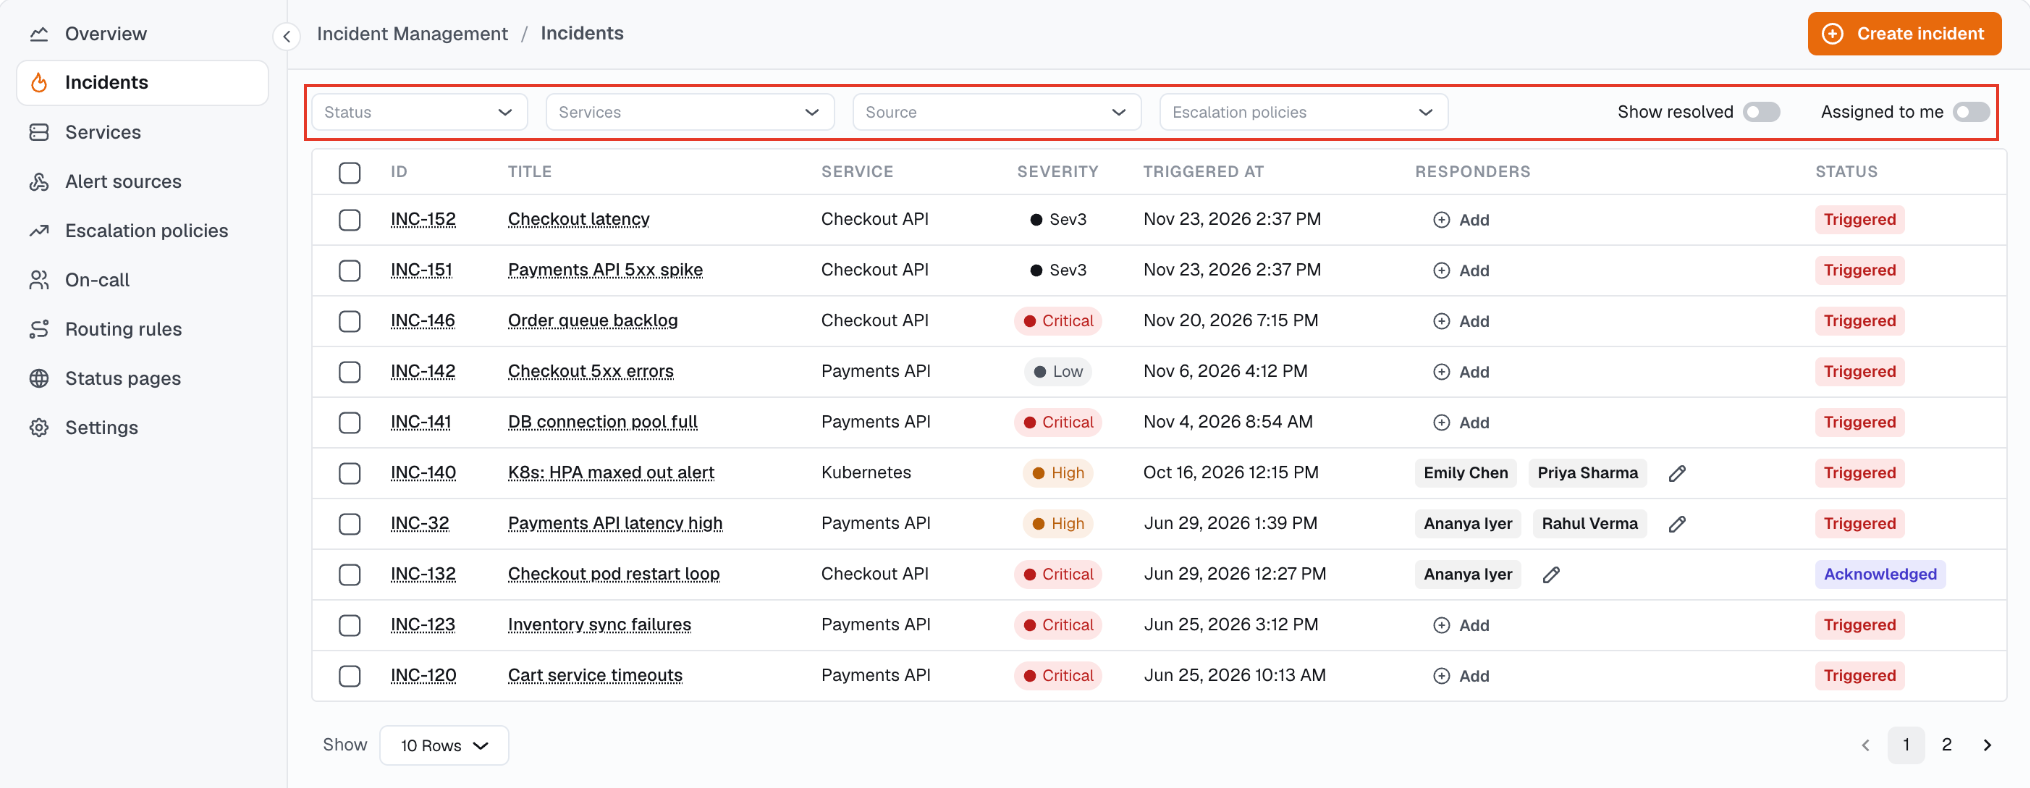 Overview
Incidents
Services
Alert sources
Escalation policies
On-call
Routing rules
Status pages
Settings
Incident Management / Incidents
Create incident
Status Services Source Escalation policies Show resolved Assigned to me
ID TITLE SERVICE SEVERITY TRIGGERED AT RESPONDERS STATUS
INC-152 Checkout latency Checkout API Sev3 Nov 23, 2026 2:37 PM Add Triggered
INC-151 Payments API 5xx spike Checkout API Sev3 Nov 23, 2026 2:37 PM Add Triggered
INC-146 Order queue backlog Checkout API Critical Nov 20, 2026 7:15 PM Add Triggered
INC-142 Checkout 5xx errors Payments API Low Nov 6, 2026 4:12 PM Add Triggered
INC-141 DB connection pool full Payments API Critical Nov 4, 2026 8:54 AM Add Triggered
INC-140 K8s: HPA maxed out alert Kubernetes High Oct 16, 2026 12:15 PM Emily Chen Priya Sharma Triggered
INC-32 Payments API latency high Payments API High Jun 29, 2026 1:39 PM Ananya Iyer Rahul Verma Triggered
INC-132 Checkout pod restart loop Checkout API Critical Jun 29, 2026 12:27 PM Ananya Iyer Acknowledged
INC-123 Inventory sync failures Payments API Critical Jun 25, 2026 3:12 PM Add Triggered
INC-120 Cart service timeouts Payments API Critical Jun 25, 2026 10:13 AM Add Triggered
Show 10 Rows 1 2